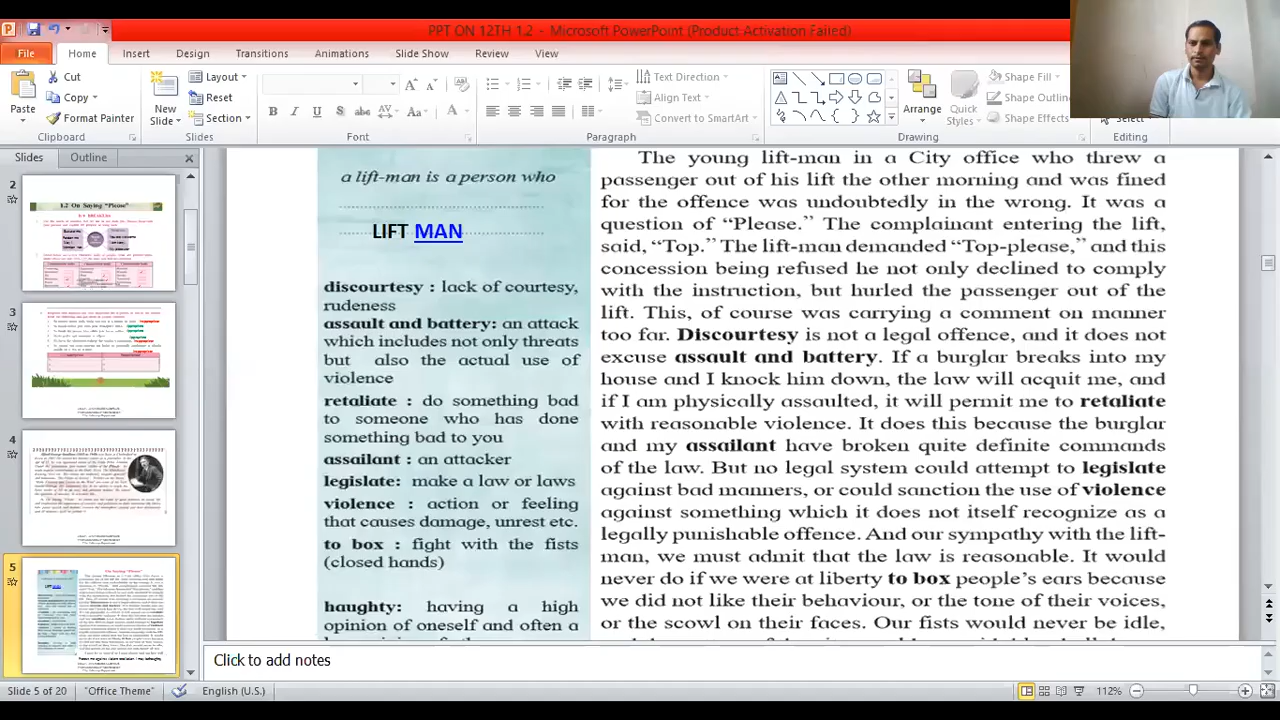 PPT ON 12TH 1.2 - Microsoft PowerPoint (Product Activation Failed)
File Home Insert Design Transitions Animations Slide Show Review View
Paste
Cut
Copy
Format Painter
Clipboard
New Slide
Layout
Reset
Section
Slides
Font
Text Direction
Align Text
Convert to SmartArt
Paragraph
Arrange
Quick Styles
Shape Fill
Shape Outline
Shape Effects
Drawing
Select
Editing
Slides Outline
2
1.2 On Saying "Please"
3
4
5
LIFT MAN
a lift-man is a person who
LIFT MAN
discourtesy : lack of courtesy,
rudeness
assault and battery: an attack
which includes not only threats
but also the actual use of
violence
retaliate : do something bad
to someone who has done
something bad to you
assilant : an attacker
legislate: make a law or laws
violence : action or feeling
that causes damage, unrest etc.
to box : fight with the fists
(closed hands)
haughty: having a high
opinion of oneself and often a
The young lift-man in a City office who threw a
passenger out of his lift the other morning and was fined
for the offence was undoubtedly in the wrong. It was a
question of “Please.” The complainant entering the lift,
said, “Top.” The lift-man demanded “Top-please,” and this
concession being refused he not only declined to comply
with the instruction, but hurled the passenger out of the
lift. This, of course was carrying a comment on manner
too far. Discourtesy is not a legal offence, and it does not
excuse assault and battery. If a burglar breaks into my
house and I knock him down, the law will acquit me, and
if I am physically assaulted, it will permit me to retaliate
with reasonable violence. It does this because the burglar
and my assailant have broken quite definite commands
of the law. But no legel system could attempt to legislate
against bad manners, or could sanction the use of violence
against something which it does not itself recognize as a
legally punishable offence. And our sympathy with the lift-
man, we must admit that the law is reasonable. It would
never do if we were at liberty to box people’s ears because
we did not like their behaviour, or the tone of their voices,
or the scowl on their faces. Our fists would never be idle,
Click to add notes
Slide 5 of 20 "Office Theme" English (U.S.) 112%